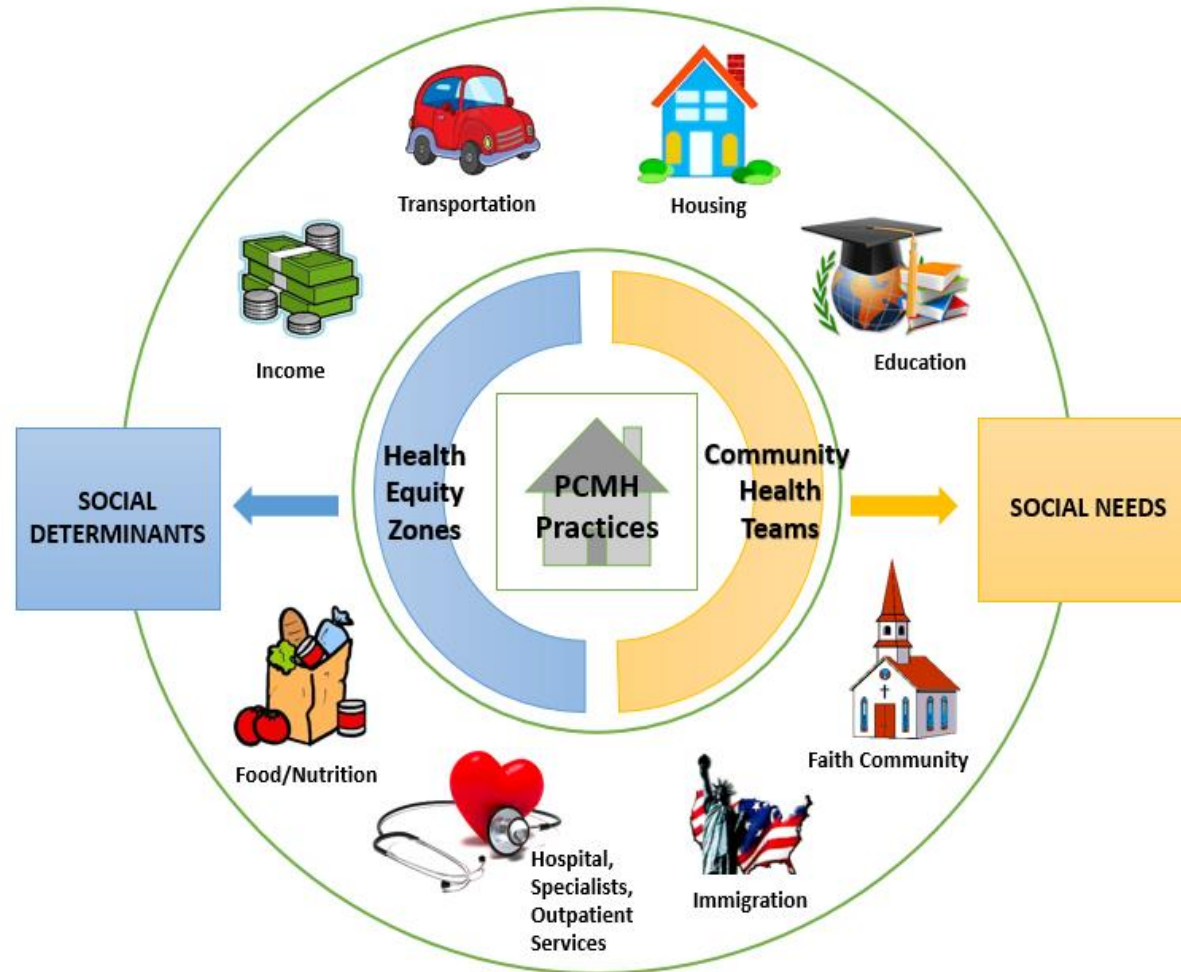 Transportation
Housing
Income
Education
SOCIAL
DETERMINANTS
Health
Equity
Zones
PCMH
Practices
Community
Health
Teams
SOCIAL NEEDS
Food/Nutrition
Faith Community
Hospital,
Specialists,
Outpatient
Services
Immigration